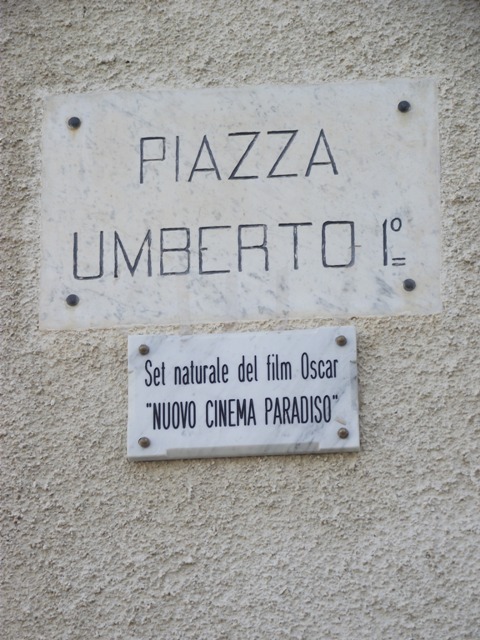 PIAZZA
UMBERTO 1º
Set naturale del film Oscar
"NUOVO CINEMA PARADISO"